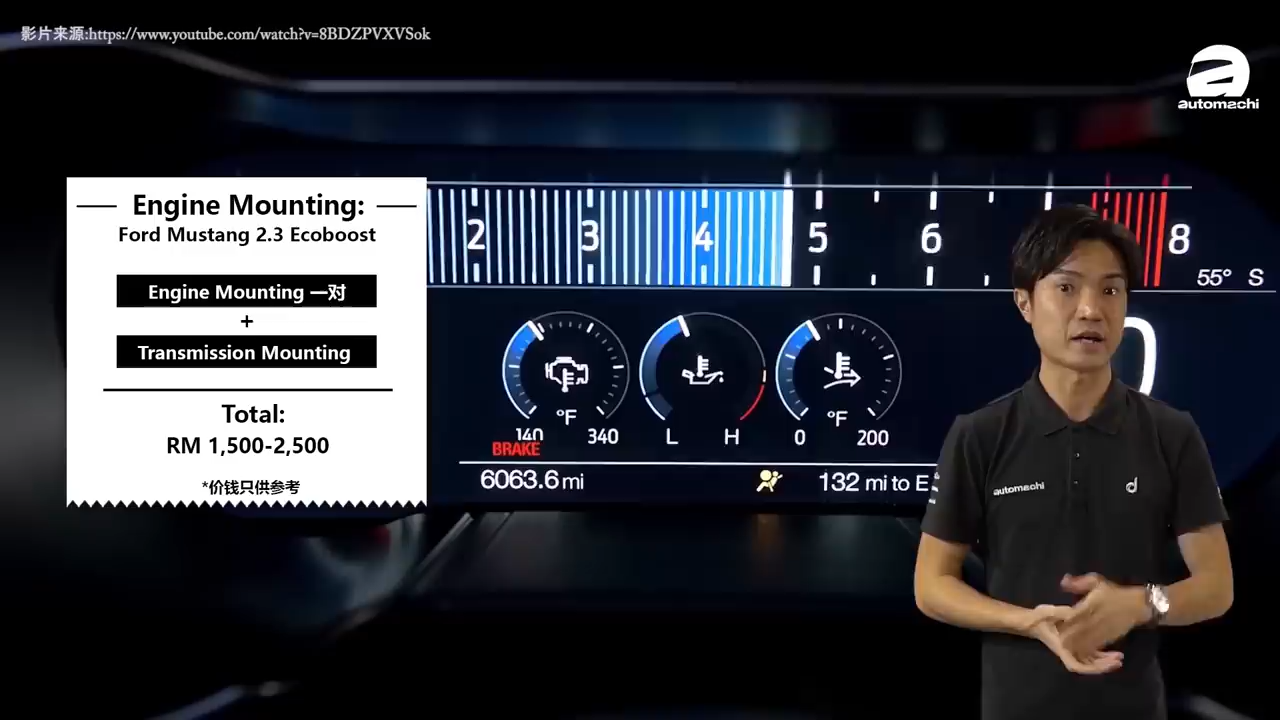 影片来源:https://www.youtube.com/watch?v=8BDZPVXVSok
automachi
Engine Mounting:
Ford Mustang 2.3 Ecoboost
Engine Mounting 一对
+
Transmission Mounting
Total:
RM 1,500-2,500
*价钱只供参考
2 3 4 5 6 8
55° S
°F °F
140 340 L H 0 200
BRAKE
6063.6 mi 132 mi to E
automachi d